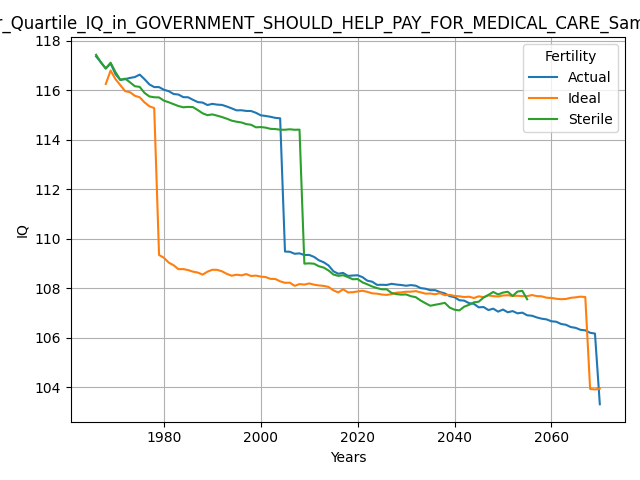 r_Quartile_IQ_in_GOVERNMENT_SHOULD_HELP_PAY_FOR_MEDICAL_CARE_Sam
118
116
114
112
110
108
106
104
IQ
1980
2000
2020
2040
2060
Years
Fertility
Actual
Ideal
Sterile